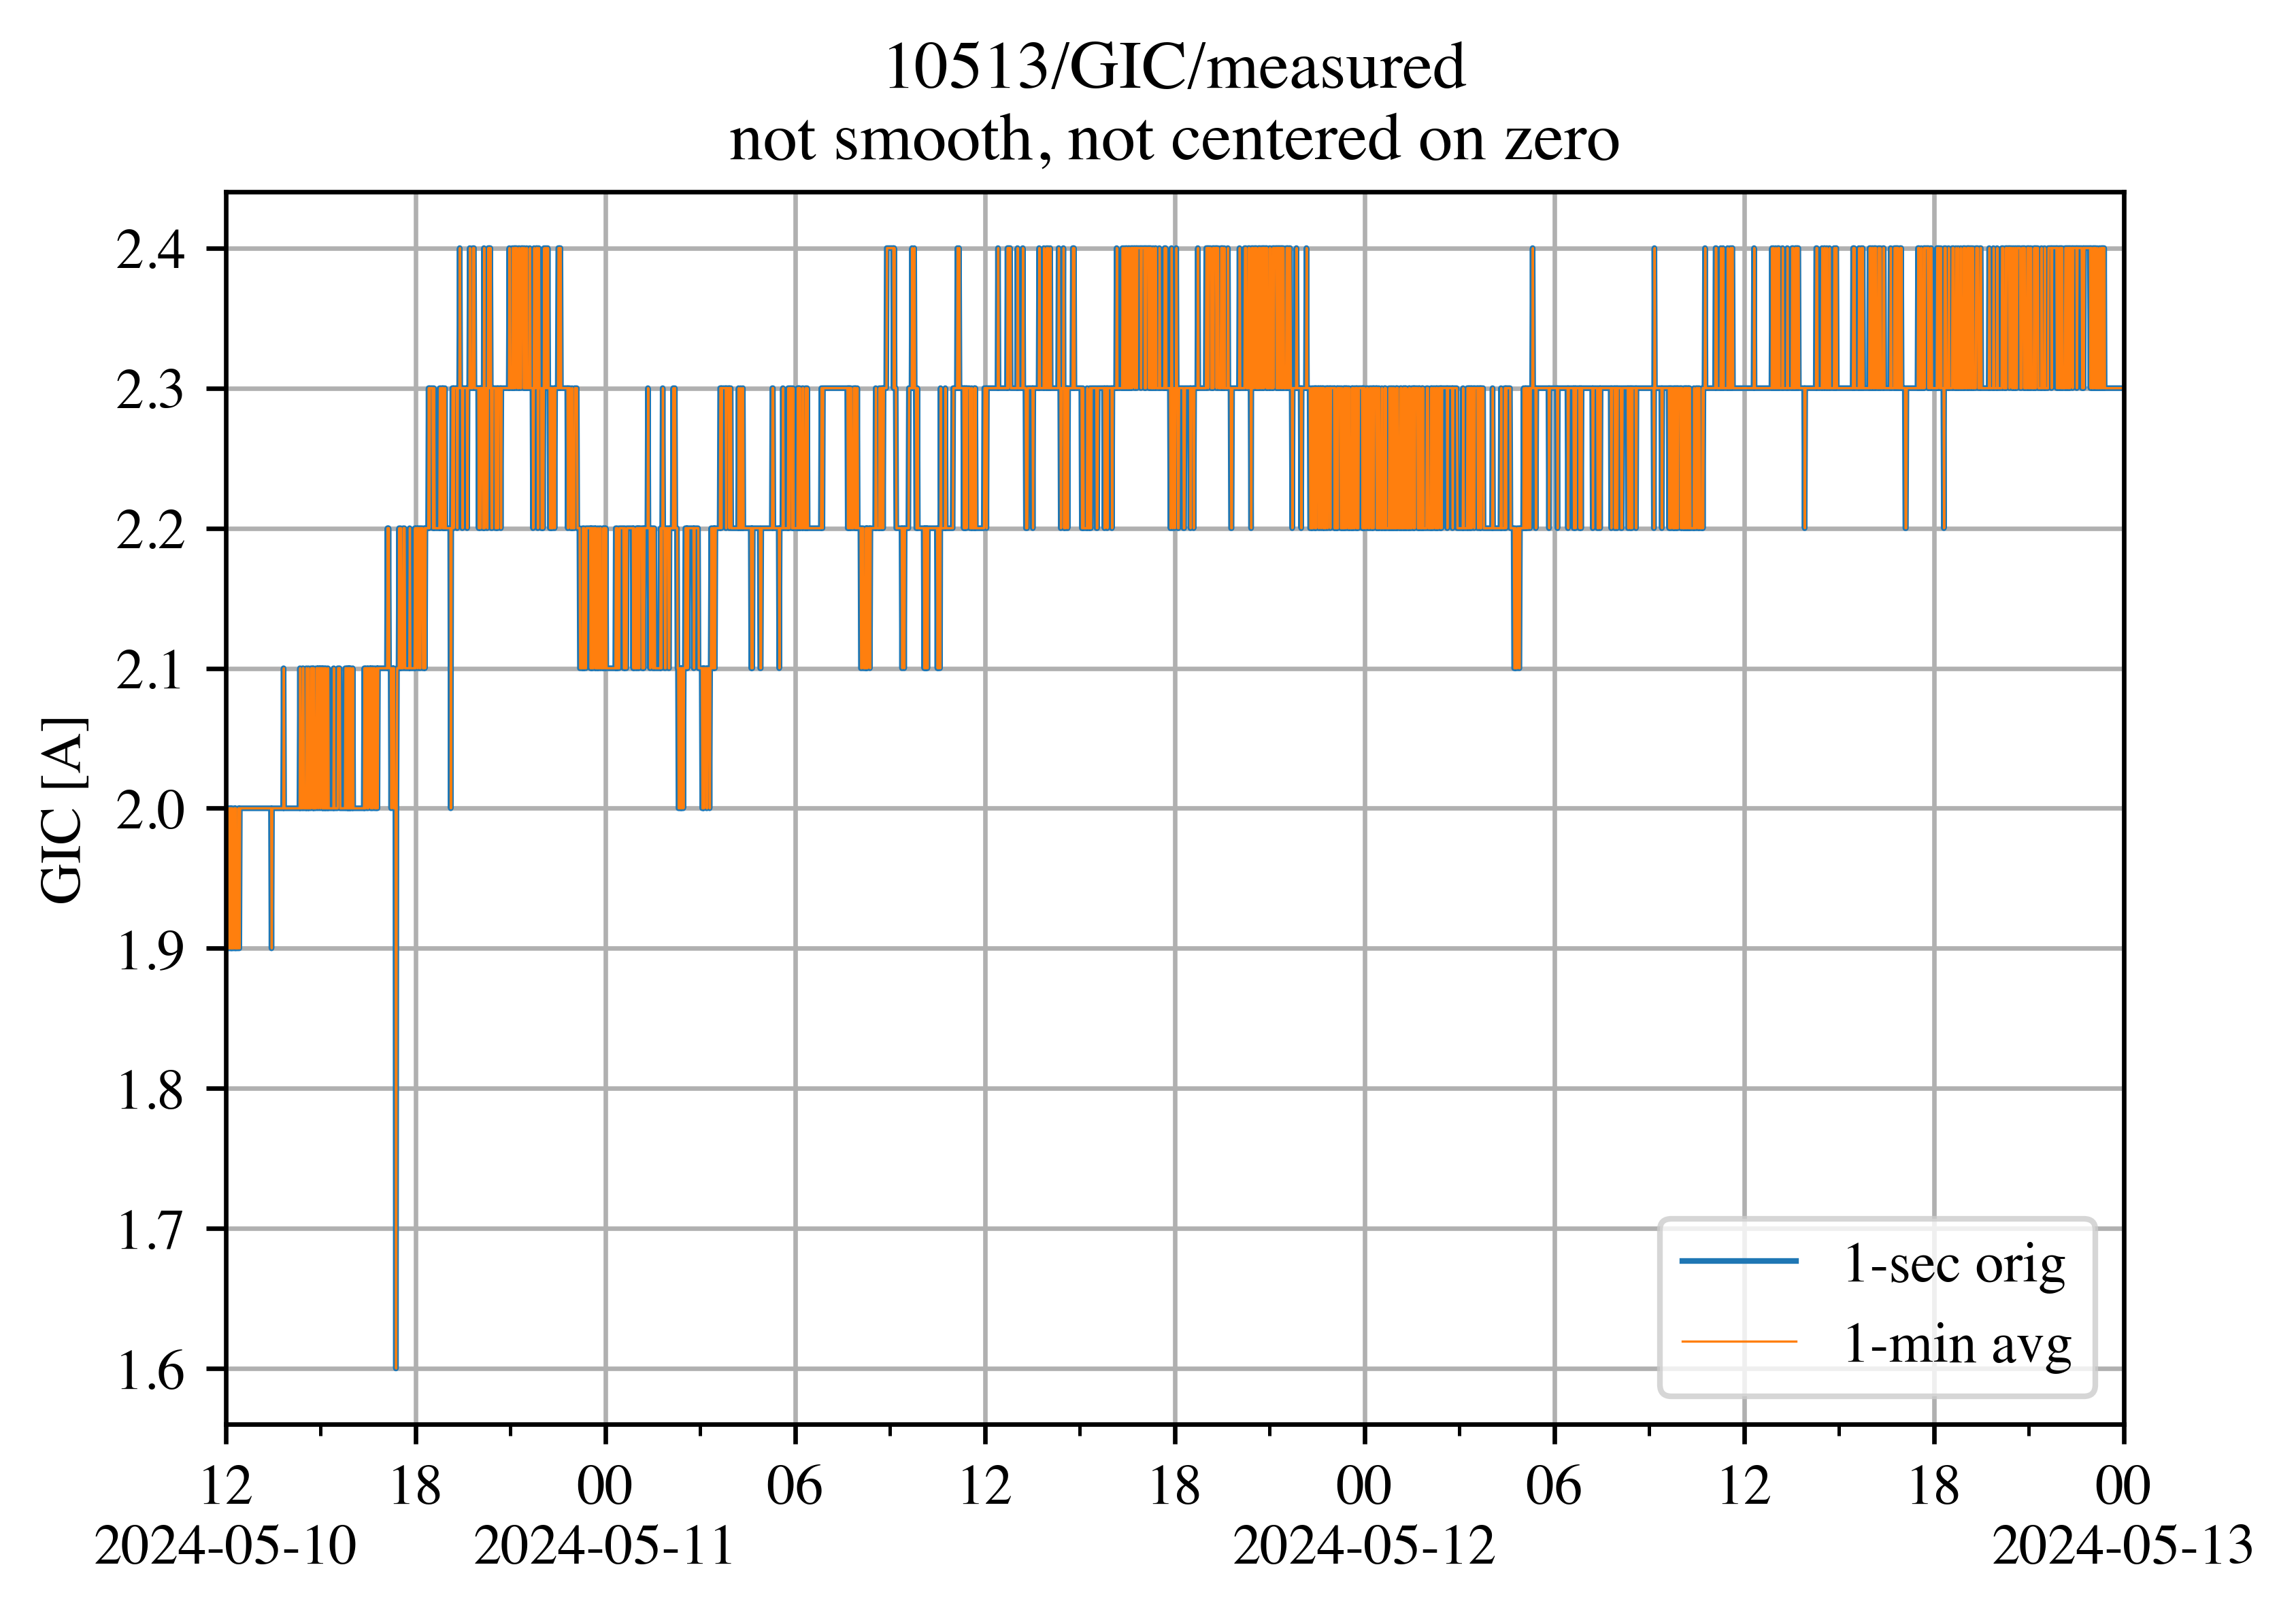 10513/GIC/measured
not smooth, not centered on zero
GIC [A]
2.4
2.3
2.2
2.1
2.0
1.9
1.8
1.7
1.6
1-sec orig
1-min avg
12 18 00 06 12 18 00 06 12 18 00
2024-05-10 2024-05-11 2024-05-12 2024-05-13